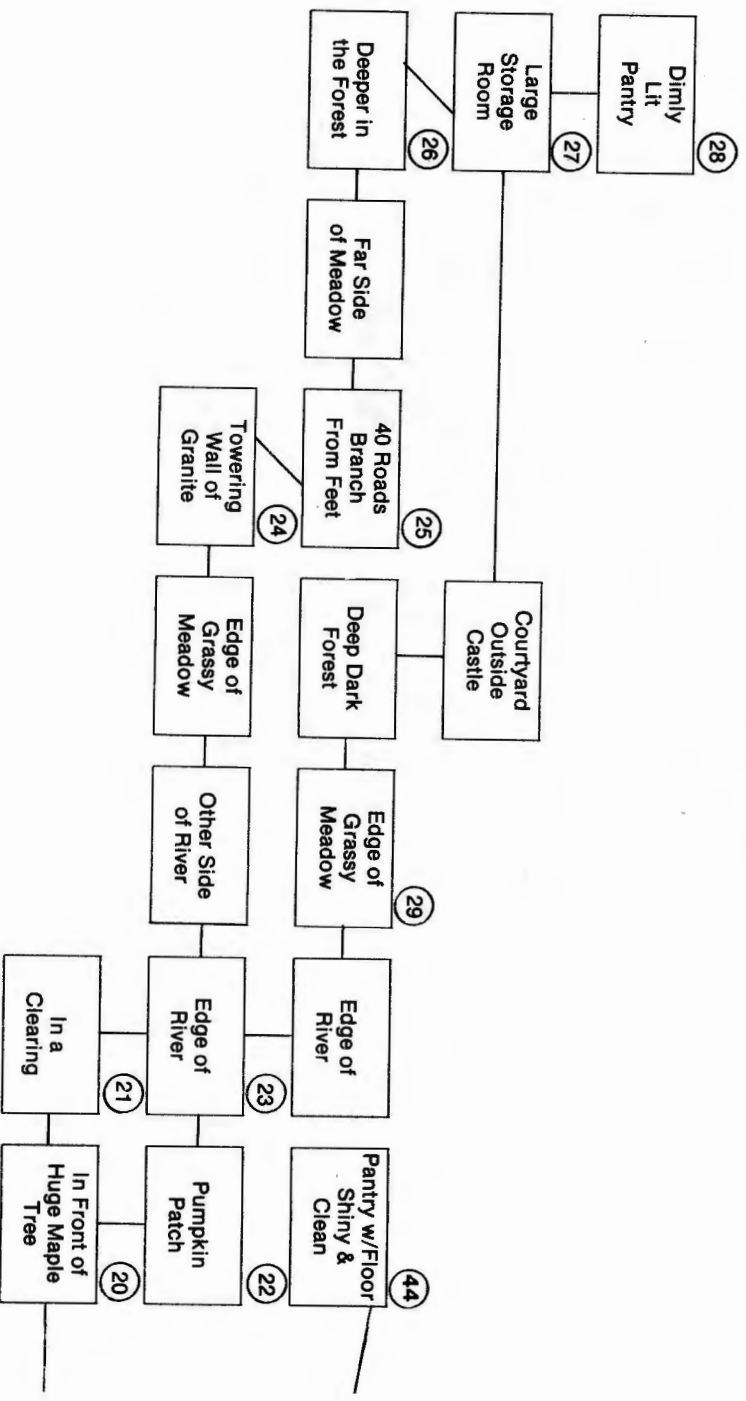 28
Dimly
Lit
Pantry
27
Large
Storage
Room
Courtyard
Outside
Castle
26
Deeper in
the Forest
Far Side
of Meadow
25
40 Roads
Branch
From Feet
Deep Dark
Forest
29
Edge of
Grassy
Meadow
Edge of
River
44
Pantry w/Floor
Shiny &
Clean
24
Towering
Wall of
Granite
Edge of
Grassy
Meadow
Other Side
of River
23
Edge of
River
22
Pumpkin
Patch
21
In a
Clearing
20
In Front of
Huge Maple
Tree